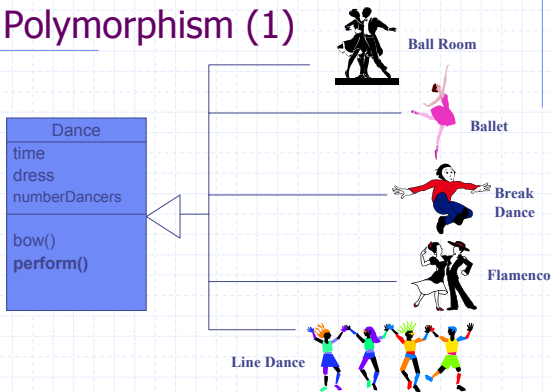 Polymorphism (1)
Ball Room
Ballet
Break
Dance
Flamenco
Line Dance
Dance
time
dress
numberDancers
bow()
perform()